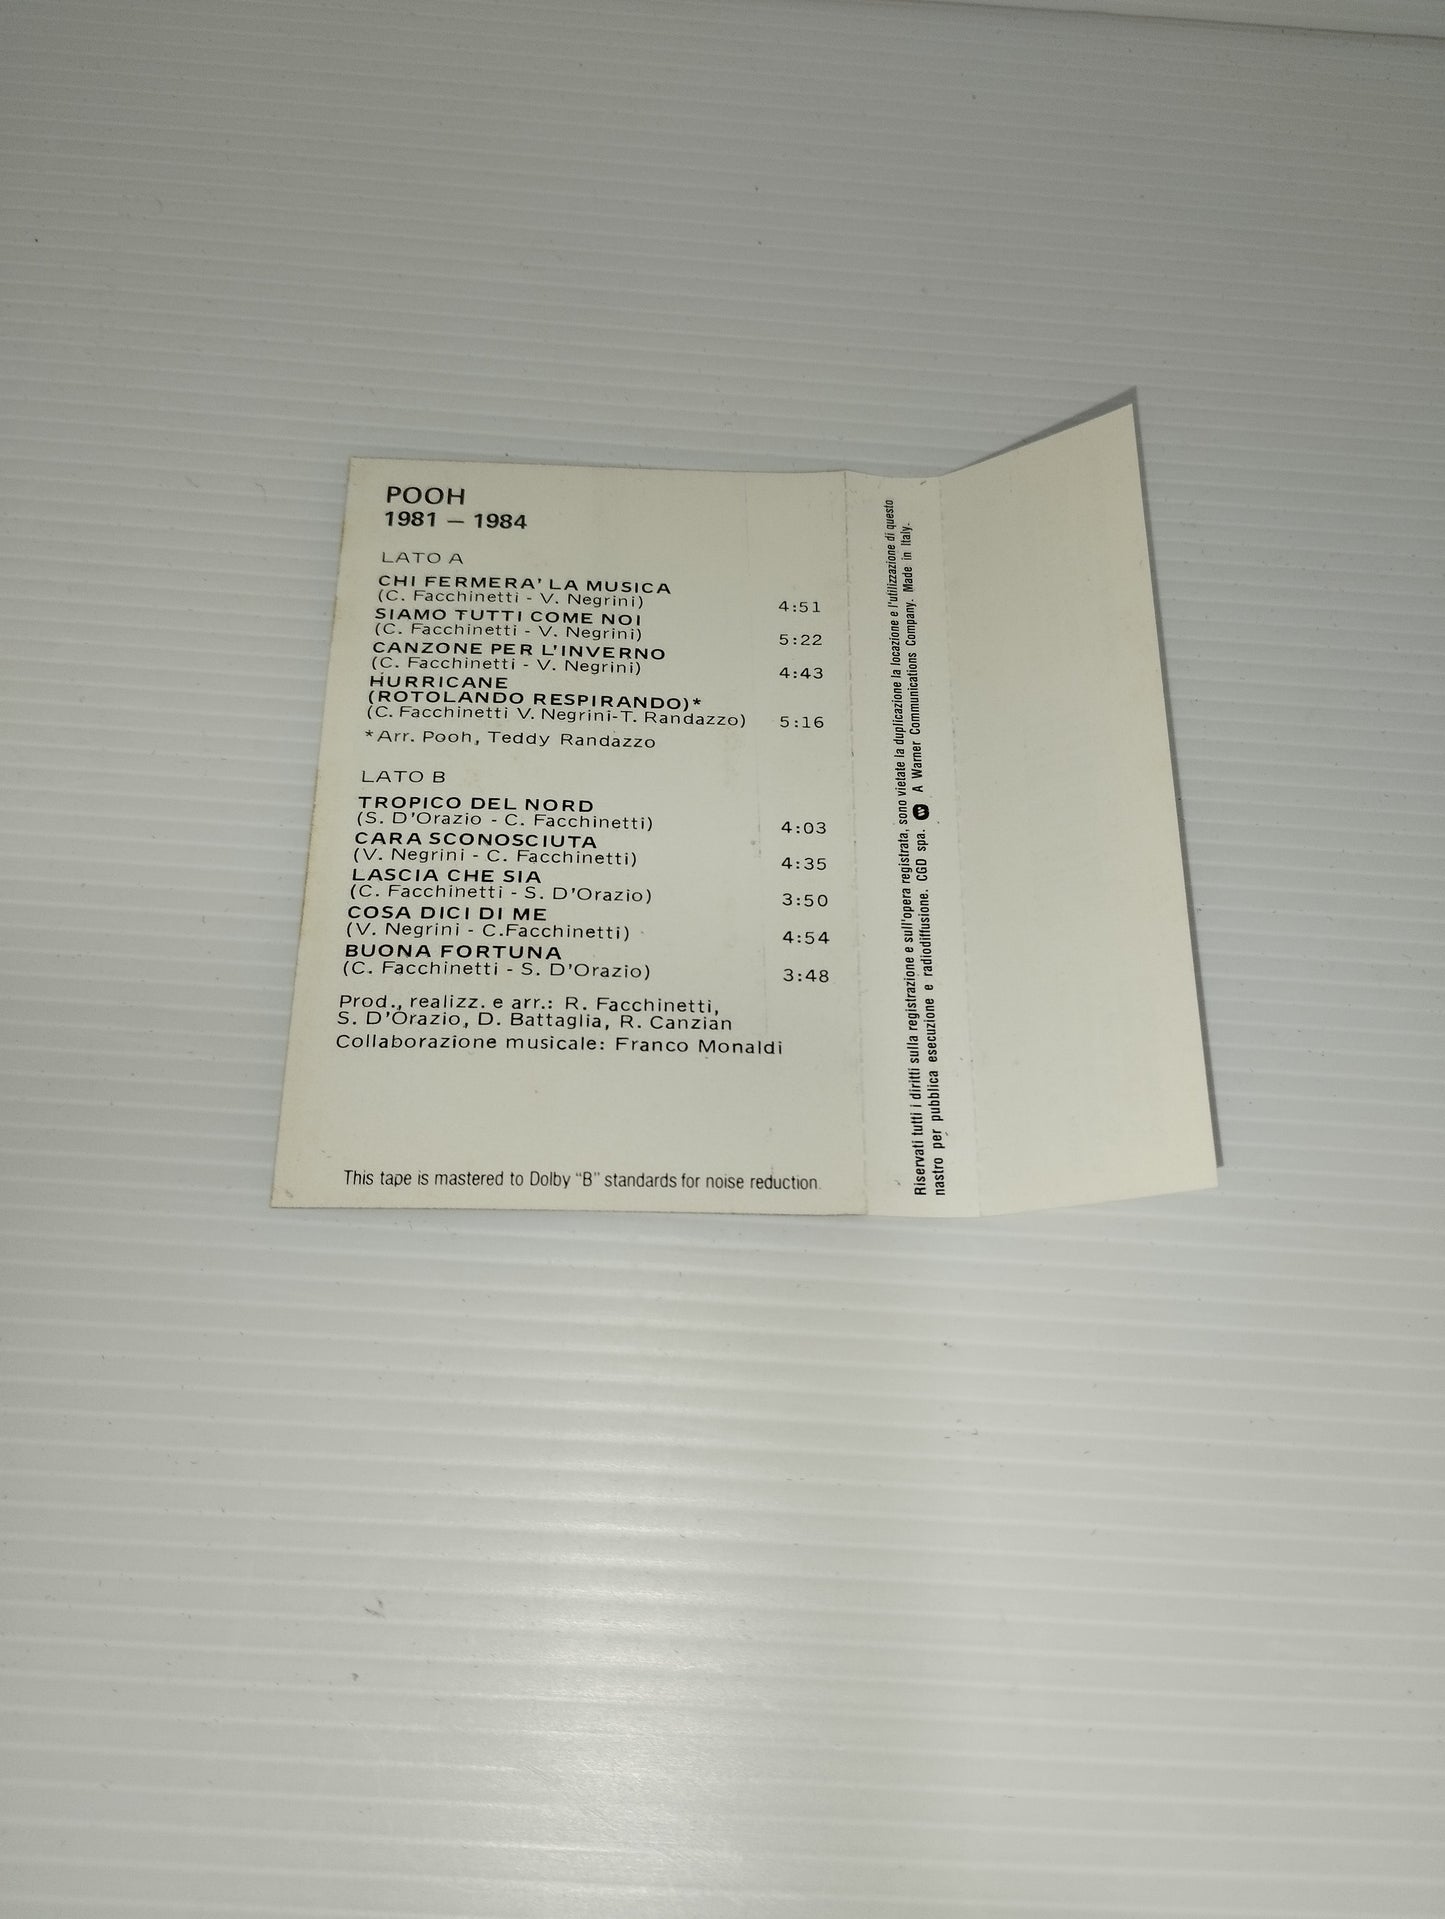 POOH
1981 – 1984
LATO A
CHI FERMERA' LA MUSICA
(C. Facchinetti - V. Negrini) 4:51
SIAMO TUTTI COME NOI
(C. Facchinetti - V. Negrini) 5:22
CANZONE PER L'INVERNO
(C. Facchinetti - V. Negrini) 4:43
HURRICANE
(ROTOLANDO RESPIRANDO)*
(C. Facchinetti V. Negrini-T. Randazzo) 5:16
*Arr. Pooh, Teddy Randazzo
LATO B
TROPICO DEL NORD
(S. D'Orazio - C. Facchinetti) 4:03
CARA SCONOSCIUTA
(V. Negrini - C. Facchinetti) 4:35
LASCIA CHE SIA
(C. Facchinetti - S. D'Orazio) 3:50
COSA DICI DI ME
(V. Negrini - C.Facchinetti) 4:54
BUONA FORTUNA
(C. Facchinetti - S. D'Orazio) 3:48
Prod., realizz. e arr.: R. Facchinetti,
S. D'Orazio, D. Battaglia, R. Canzian
Collaborazione musicale: Franco Monaldi
This tape is mastered to Dolby "B" standards for noise reduction.
Riservati tutti i diritti sulla registrazione e sull'opera registrata, sono vietate la duplicazione la locazione e l'utilizzazione di questo
nastro per pubblica esecuzione e radiodiffusione. CGD spa. A Warner Communications Company. Made in Italy.